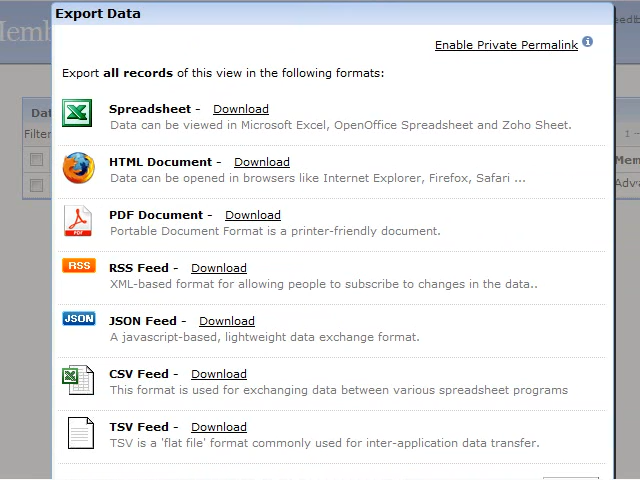 Export Data
Enable Private Permalink
Export all records of this view in the following formats:
Spreadsheet - Download
Data can be viewed in Microsoft Excel, OpenOffice Spreadsheet and Zoho Sheet.
HTML Document - Download
Data can be opened in browsers like Internet Explorer, Firefox, Safari ...
PDF Document - Download
Portable Document Format is a printer-friendly document.
PDF
RSS Feed - Download
RSS
XML-based format for allowing people to subscribe to changes in the data..
JSON Feed - Download
JSON
A javascript-based, lightweight data exchange format.
CSV Feed - Download
This format is used for exchanging data between various spreadsheet programs
TSV Feed - Download
TSV is a 'flat file' format commonly used for inter-application data transfer.
Filter